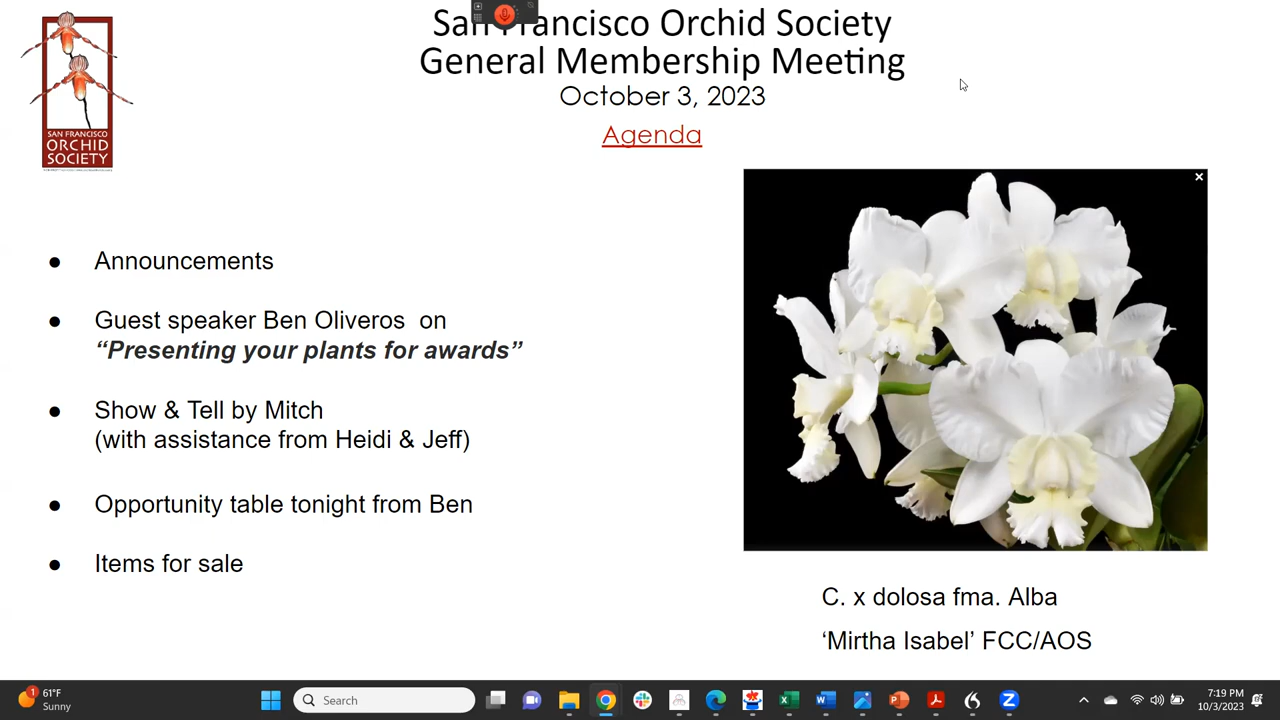 San Francisco Orchid Society
General Membership Meeting
October 3, 2023
Agenda
SAN FRANCISCO
ORCHID
SOCIETY
● Announcements
● Guest speaker Ben Oliveros on
“Presenting your plants for awards”
● Show & Tell by Mitch
(with assistance from Heidi & Jeff)
● Opportunity table tonight from Ben
● Items for sale
C. x dolosa fma. Alba
‘Mirtha Isabel’ FCC/AOS
1
61°F
Sunny
Search
7:19 PM
10/3/2023